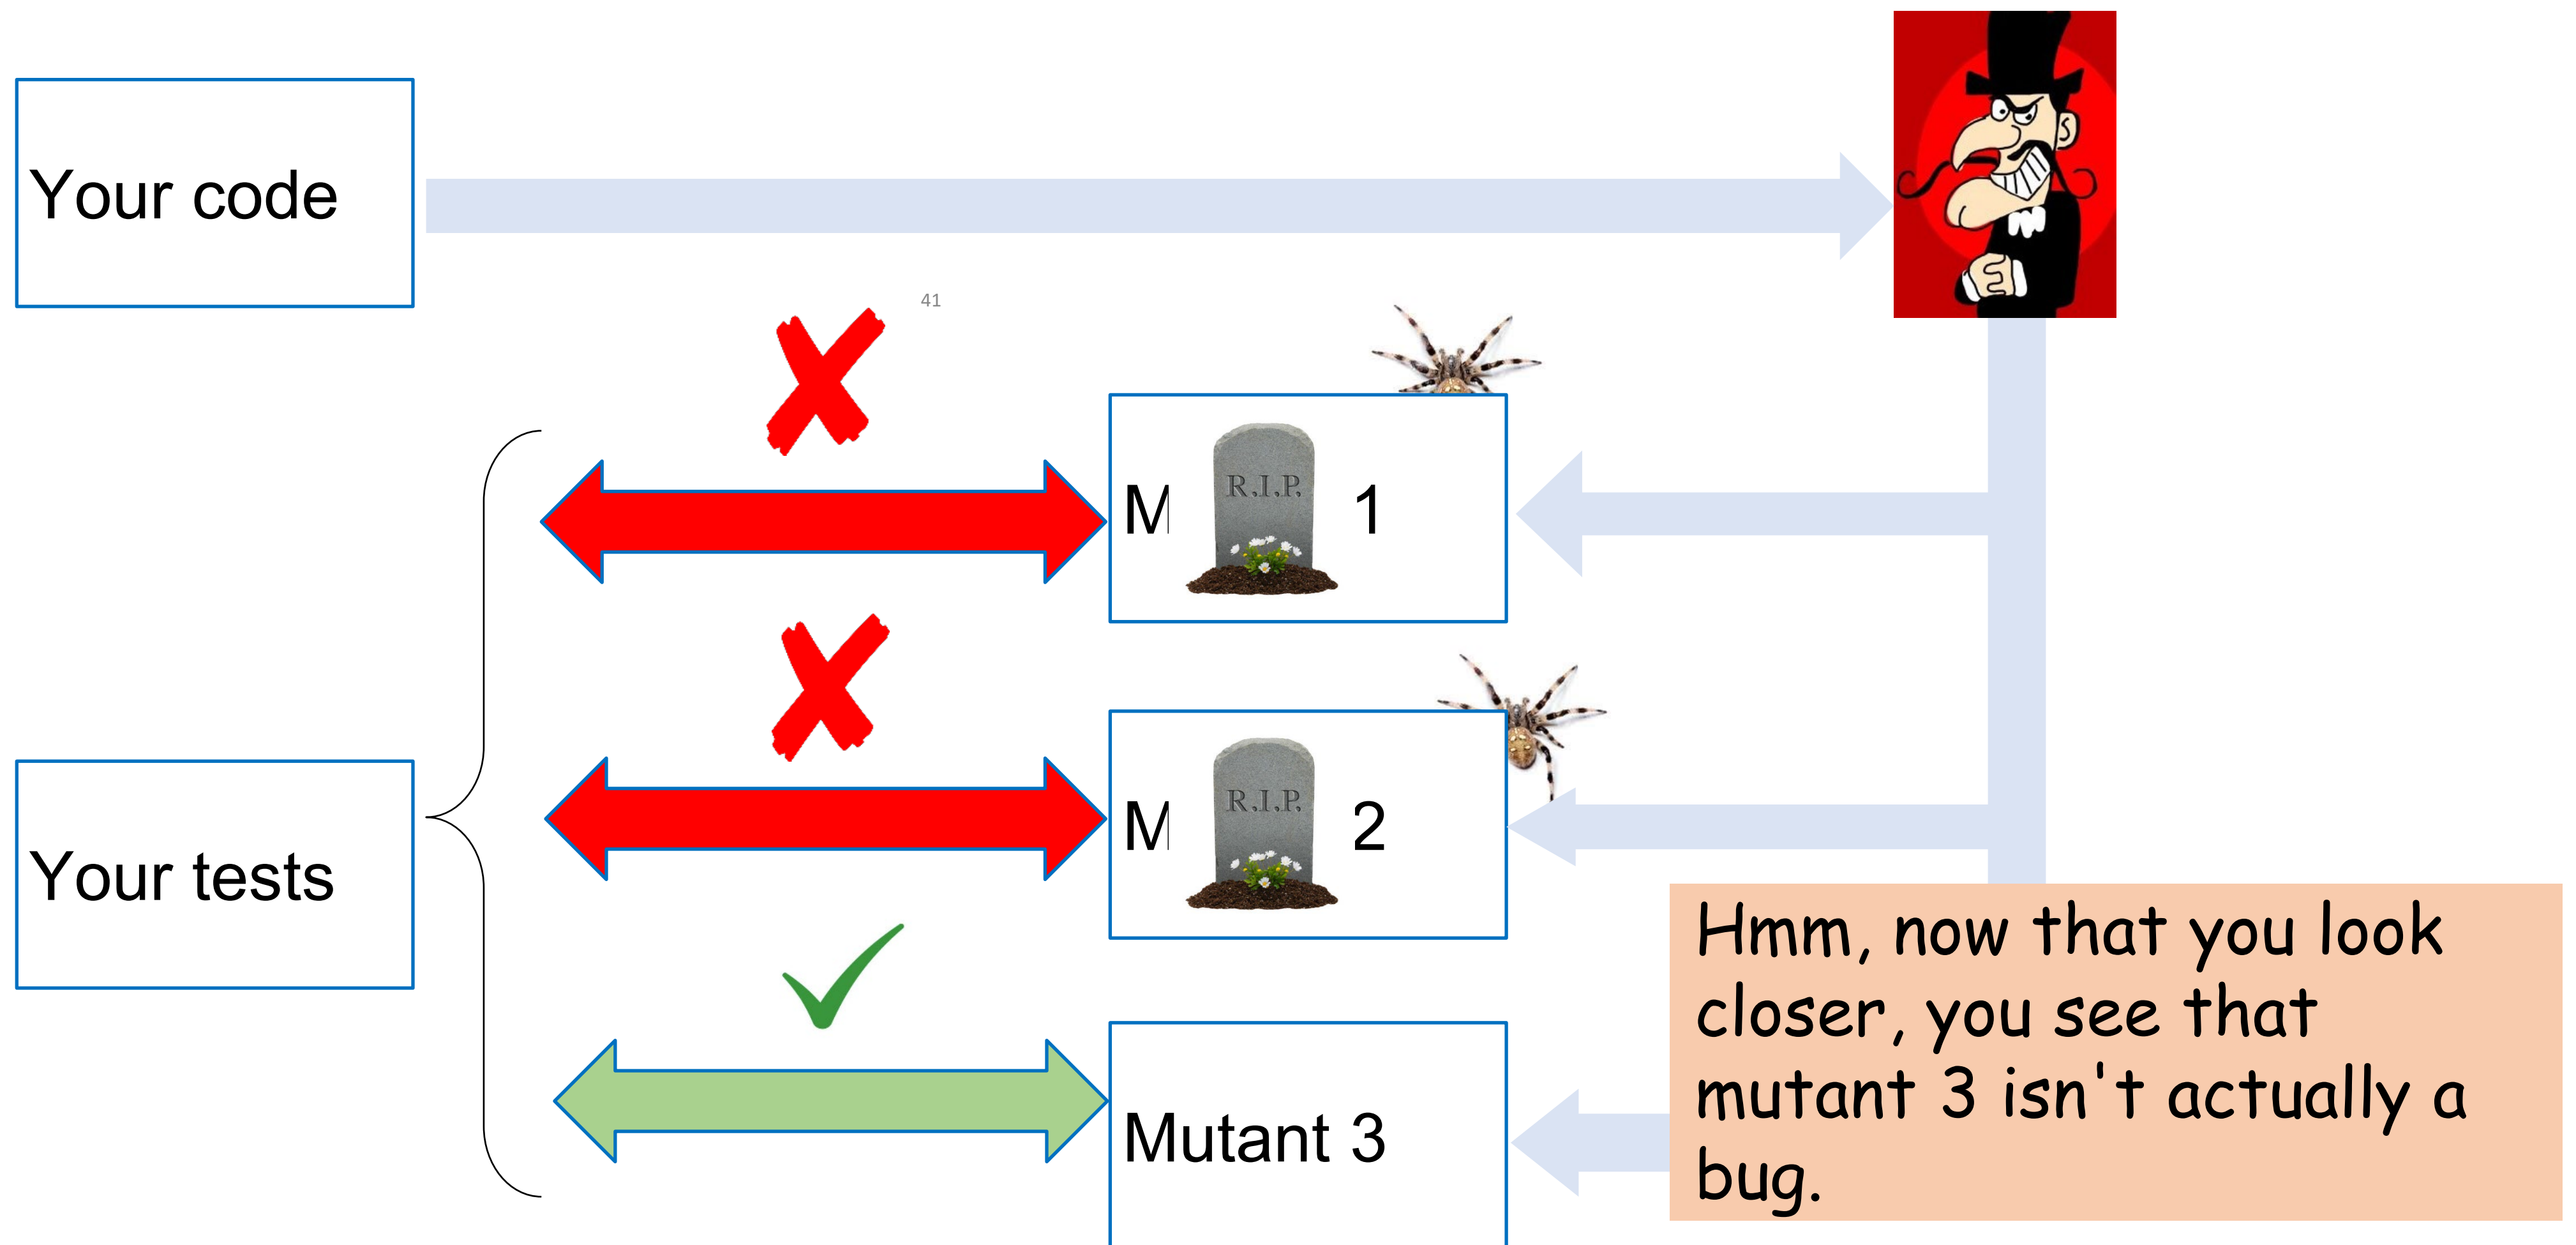 Your code
41
R.I.P.
M 1
R.I.P.
M 2
Your tests
Mutant 3
Hmm, now that you look
closer, you see that
mutant 3 isn't actually a
bug.